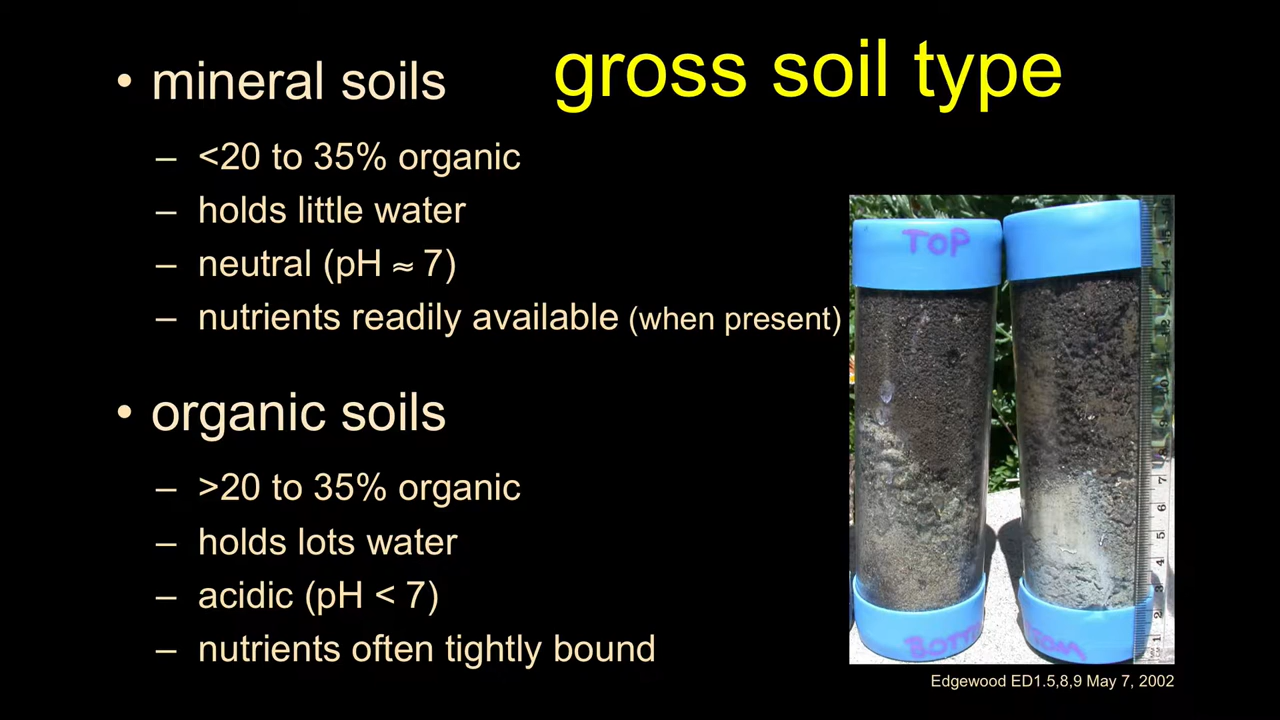 gross soil type
• mineral soils
– <20 to 35% organic
– holds little water
– neutral (pH ≈ 7)
– nutrients readily available (when present)
• organic soils
– >20 to 35% organic
– holds lots water
– acidic (pH < 7)
– nutrients often tightly bound
TOP
Edgewood ED1.5,8,9 May 7, 2002